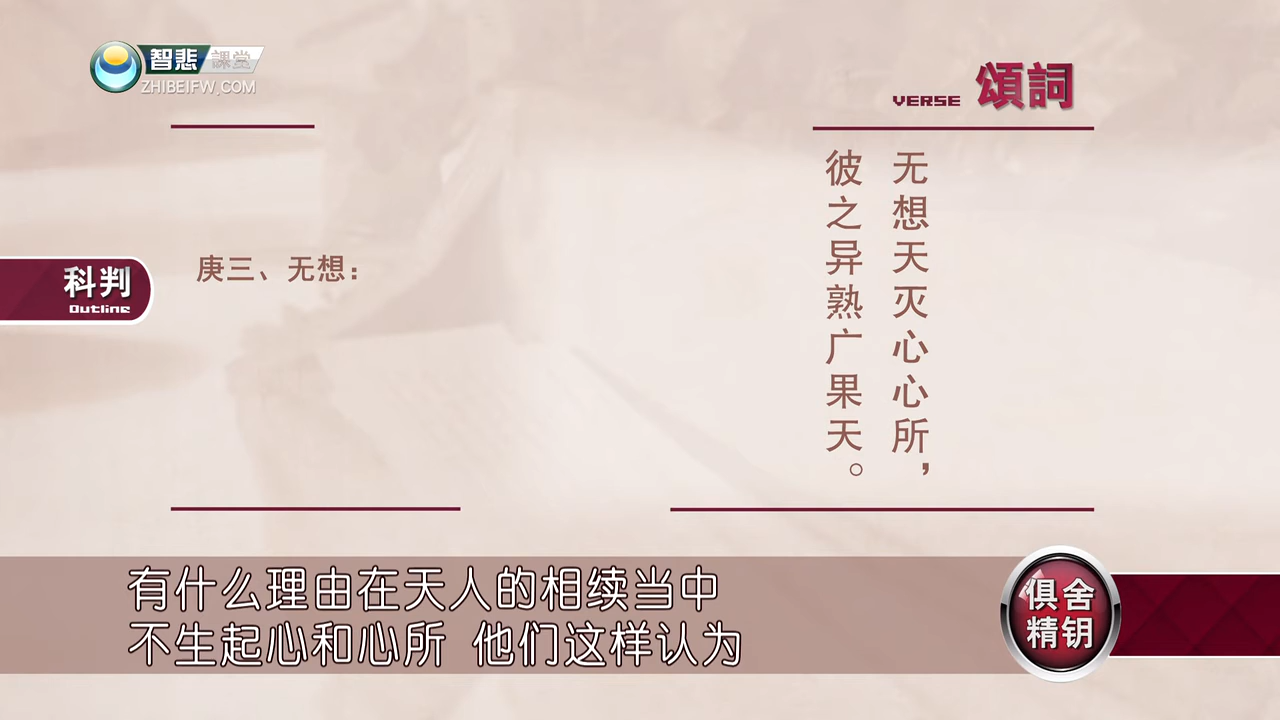 智悲課堂
ZHIBEIFW.COM
VERSE 頌詞
无想天灭心心所，
彼之异熟广果天。
科判
Outline
庚三、无想：
有什么理由在天人的相续当中
不生起心和心所 他们这样认为
俱舍
精钥